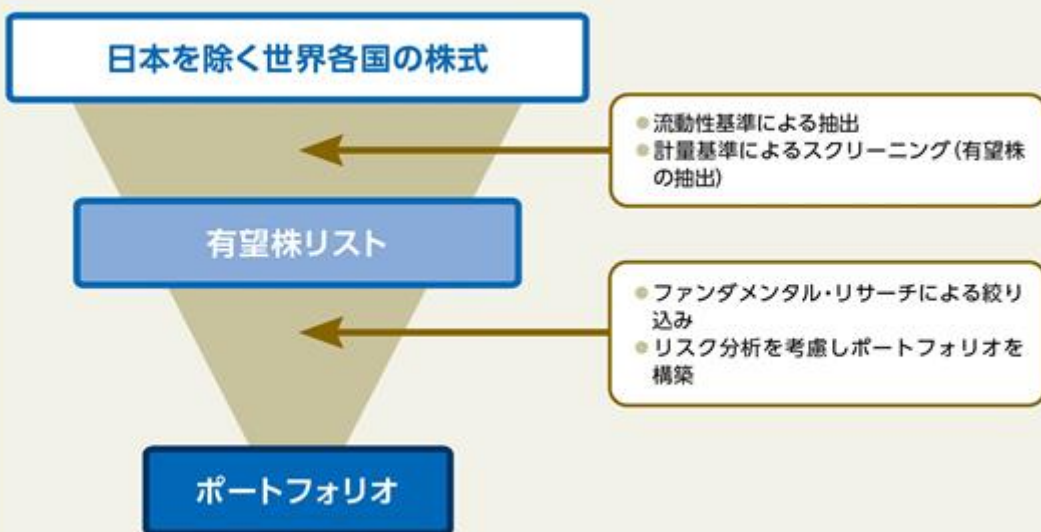 日本を除く世界各国の株式
●流動性基準による抽出
●計量基準によるスクリーニング(有望株
の抽出)
有望株リスト
●ファンダメンタル・リサーチによる絞り
込み
●リスク分析を考慮しポートフォリオを
構築
ポートフォリオ